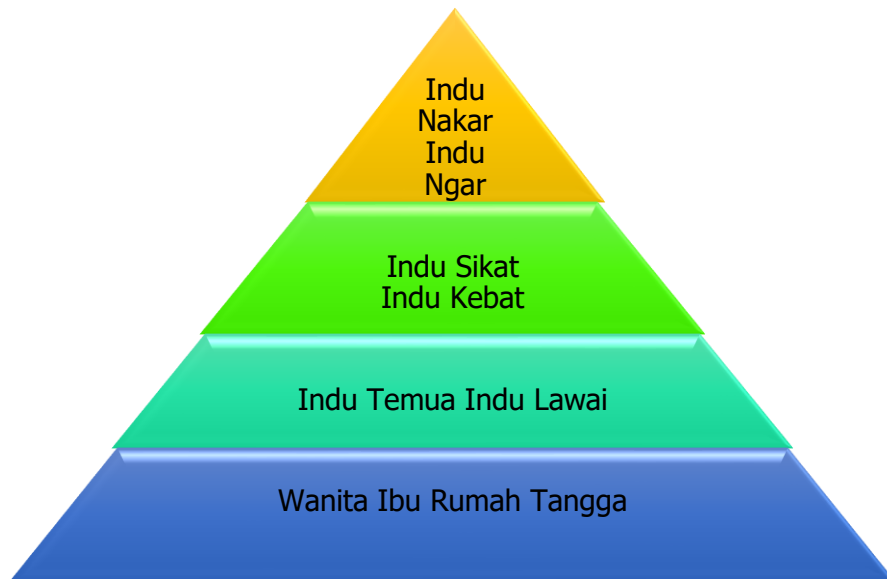 Indu
Nakar
Indu
Ngar
Indu Sikat
Indu Kebat
Indu Temua Indu Lawai
Wanita Ibu Rumah Tangga